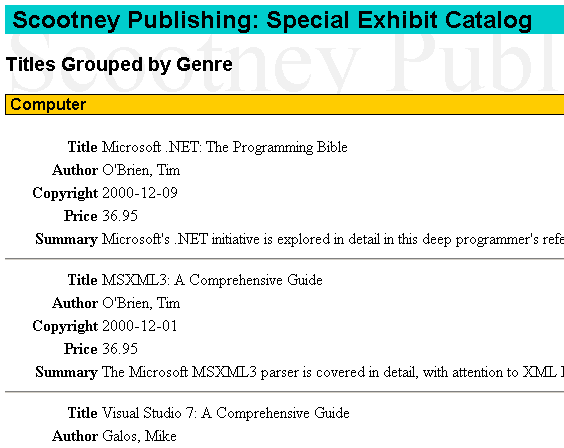 Scootney Publishing: Special Exhibit Catalog
Scootney Publ
Titles Grouped by Genre
Computer
Title Microsoft .NET: The Programming Bible
Author O'Brien, Tim
Copyright 2000-12-09
Price 36.95
Summary Microsoft's .NET initiative is explored in detail in this deep programmer's refe
Title MSXML3: A Comprehensive Guide
Author O'Brien, Tim
Copyright 2000-12-01
Price 36.95
Summary The Microsoft MSXML3 parser is covered in detail, with attention to XML
Title Visual Studio 7: A Comprehensive Guide
Author Galos, Mike